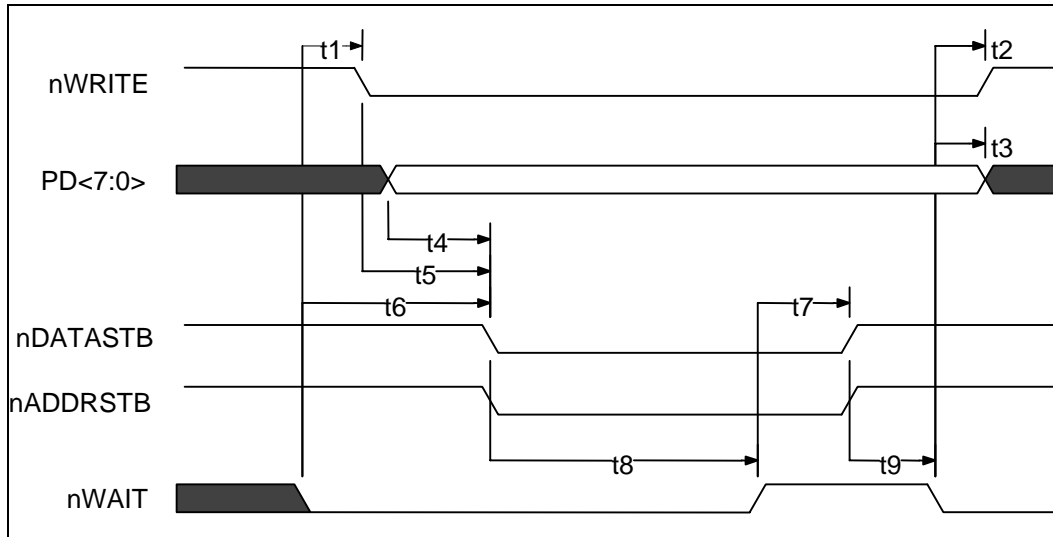 t1
t2
nWRITE
t3
PD<7:0>
t4
t5
t6
t7
nDATASTB
nADDRSTB
t8
t9
nWAIT